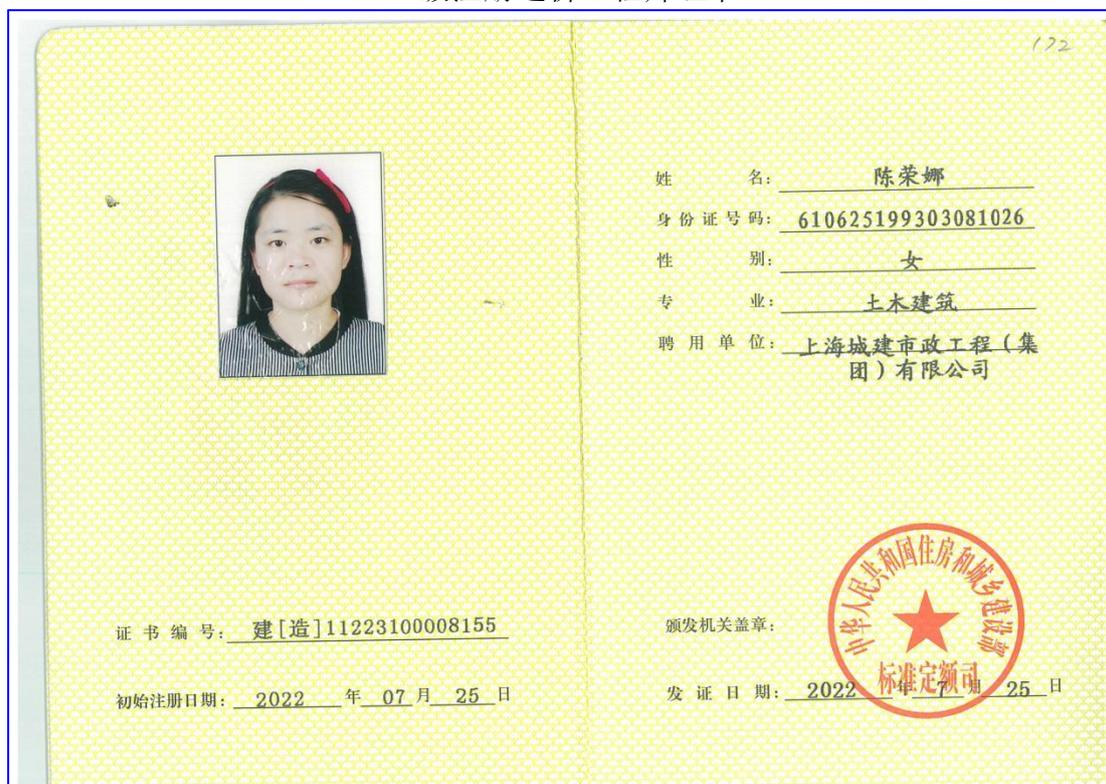 172
姓 名: 陈荣娜
身份证号码: 610625199303081026
性 别: 女
专 业: 土木建筑
聘用单位: 上海城建市政工程（集
团）有限公司
证书编号: 建[造]11223100008155
初始注册日期: 2022 年 07 月 25 日
颁发机关盖章:
中华人民共和国住房和城乡建设部
标准定额司
发证日期: 2022 年 7 月 25 日